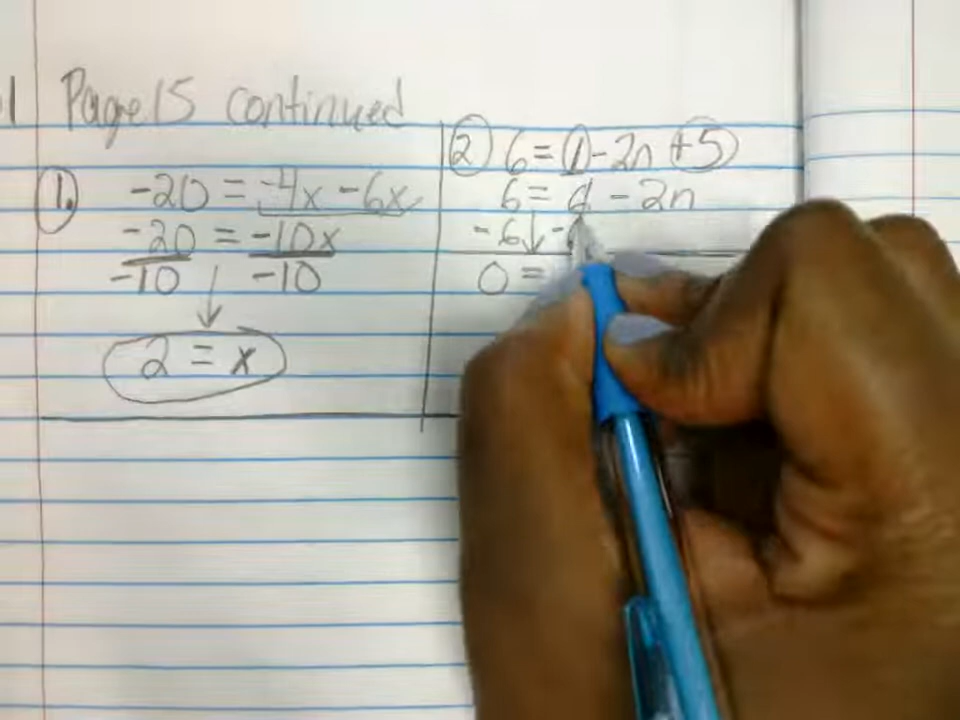 1 Page 15 continued
1. -20 = -4x -6x
-20 = -10x
-10 -10
2 = x
2 6=1-2n+5
6= 6 - 2n
-6 -6
0 =